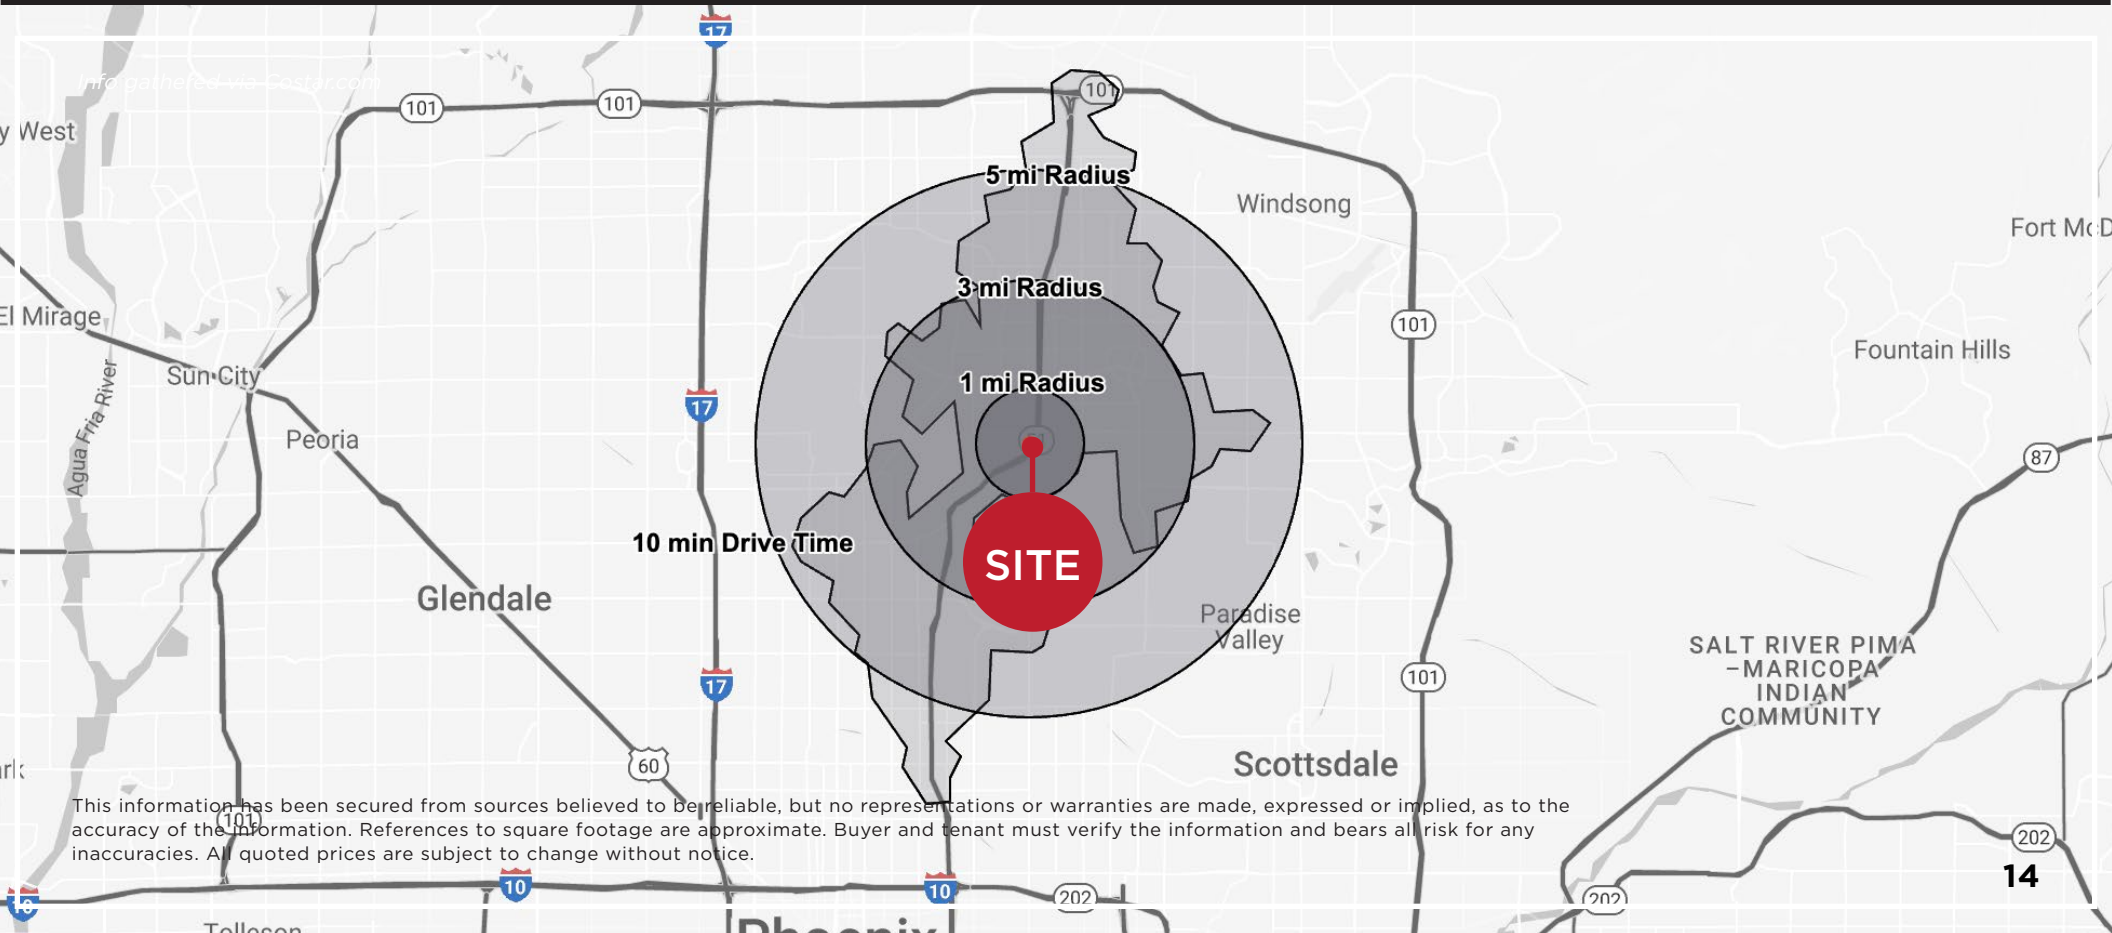 17
Info gathered via Costar.com
101
101
101
y West
5 mi Radius
Windsong
Fort McD
3 mi Radius
El Mirage
101
Fountain Hills
Sun City
1 mi Radius
17
Agua Fria River
Peoria
51
87
10 min Drive Time
SITE
Glendale
Paradise
Valley
SALT RIVER PIMA
–MARICOPA
INDIAN
COMMUNITY
17
101
60
Scottsdale
ark
This information has been secured from sources believed to be reliable, but no representations or warranties are made, expressed or implied, as to the
accuracy of the information. References to square footage are approximate. Buyer and tenant must verify the information and bears all risk for any
inaccuracies. All quoted prices are subject to change without notice.
101
202
14
10
10
202
202
10
Tolleson
Phoenix